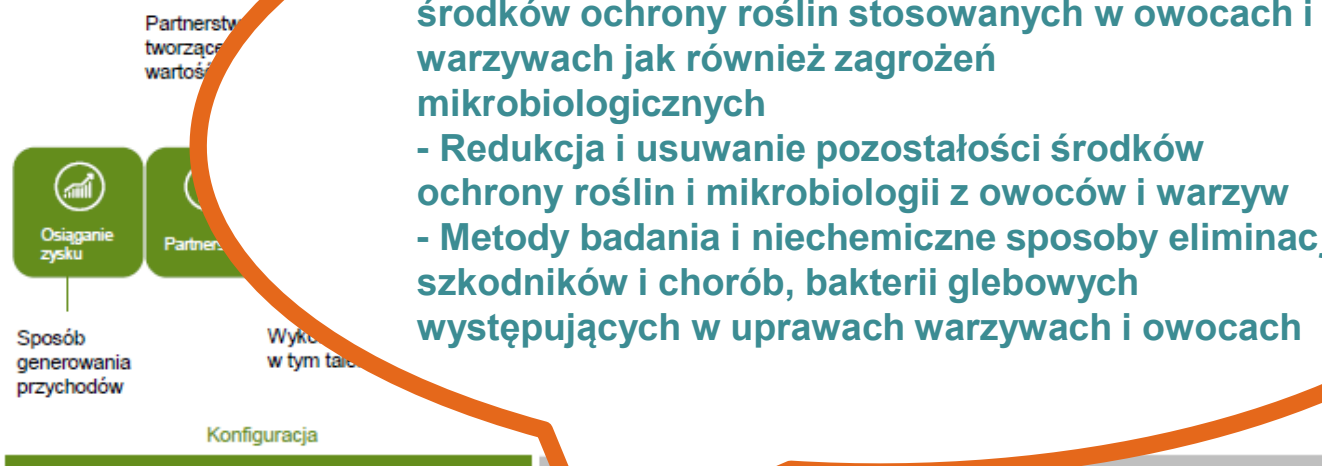 Partnerstw
tworzące
wartoś
Osiąganie
zysku
Partners
Sposób
generowania
przychodów
w tym
Konfiguracja
środków ochrony roślin stosowanych w owocach i
warzywach jak również zagrożeń
mikrobiologicznych
- Redukcja i usuwanie pozostałości środków
ochrony roślin i mikrobiologii z owoców i warzyw
- Metody badania i niechemiczne sposoby eliminac
szkodników i chorób, bakterii glebowych
występujących w uprawach warzywach i owocach